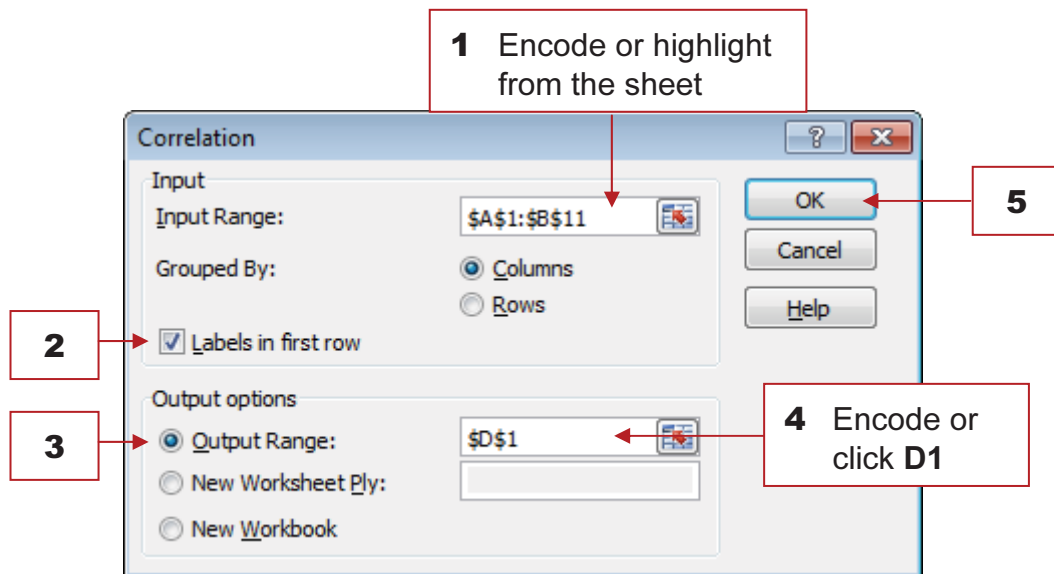 1 Encode or highlight
from the sheet
Correlation
Input
Input Range:
$A$1:$B$11
OK
5
Cancel
Grouped By:
Columns
Rows
Help
2
Labels in first row
Output options
3
Output Range:
$D$1
4 Encode or
click D1
New Worksheet Ply:
New Workbook